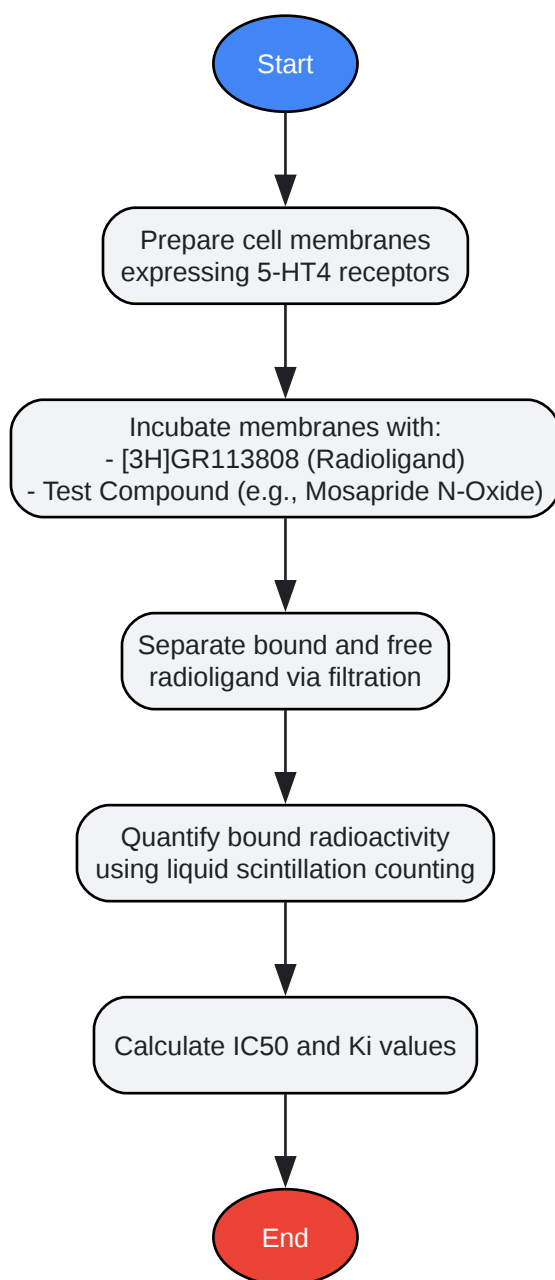 Start
Prepare cell membranes
expressing 5-HT4 receptors
Incubate membranes with:
- [3H]GR113808 (Radioligand)
- Test Compound (e.g., Mosapride N-Oxide)
Separate bound and free
radioligand via filtration
Quantify bound radioactivity
using liquid scintillation counting
Calculate IC50 and Ki values
End